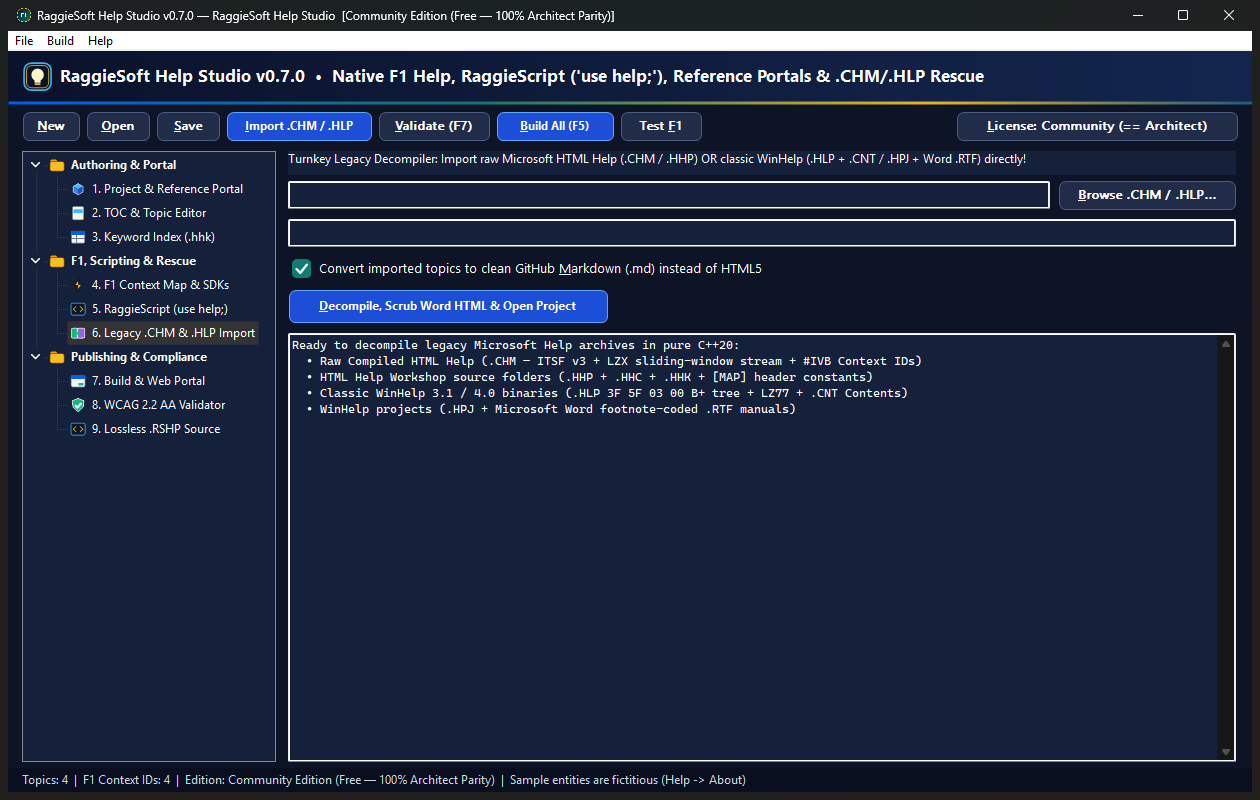 RaggieSoft Help Studio v0.7.0 — RaggieSoft Help Studio [Community Edition (Free — 100% Architect Parity)]
File Build Help
RaggieSoft Help Studio v0.7.0 • Native F1 Help, RaggieScript ('use help;'), Reference Portals & .CHM/.HLP Rescue
New Open Save Import .CHM / .HLP Validate (F7) Build All (F5) Test F1 License: Community (== Architect)
Authoring & Portal
1. Project & Reference Portal
2. TOC & Topic Editor
3. Keyword Index (.hhk)
F1, Scripting & Rescue
4. F1 Context Map & SDKs
5. RaggieScript (use help;)
6. Legacy .CHM & .HLP Import
Publishing & Compliance
7. Build & Web Portal
8. WCAG 2.2 AA Validator
9. Lossless .RSHP Source
Turnkey Legacy Decompiler: Import raw Microsoft HTML Help (.CHM / .HHP) OR classic WinHelp (.HLP + .CNT / .HPJ + Word .RTF) directly!
Browse .CHM / .HLP...
Convert imported topics to clean GitHub Markdown (.md) instead of HTML5
Decompile, Scrub Word HTML & Open Project
Ready to decompile legacy Microsoft Help archives in pure C++20:
• Raw Compiled HTML Help (.CHM — ITSF v3 + LZX sliding-window stream + #IVB Context IDs)
• HTML Help Workshop source folders (.HHP + .HHC + .HHK + [MAP] header constants)
• Classic WinHelp 3.1 / 4.0 binaries (.HLP 3F 5F 03 00 B+ tree + LZ77 + .CNT Contents)
• WinHelp projects (.HPJ + Microsoft Word footnote-coded .RTF manuals)
Topics: 4 | F1 Context IDs: 4 | Edition: Community Edition (Free — 100% Architect Parity) | Sample entities are fictitious (Help -> About)